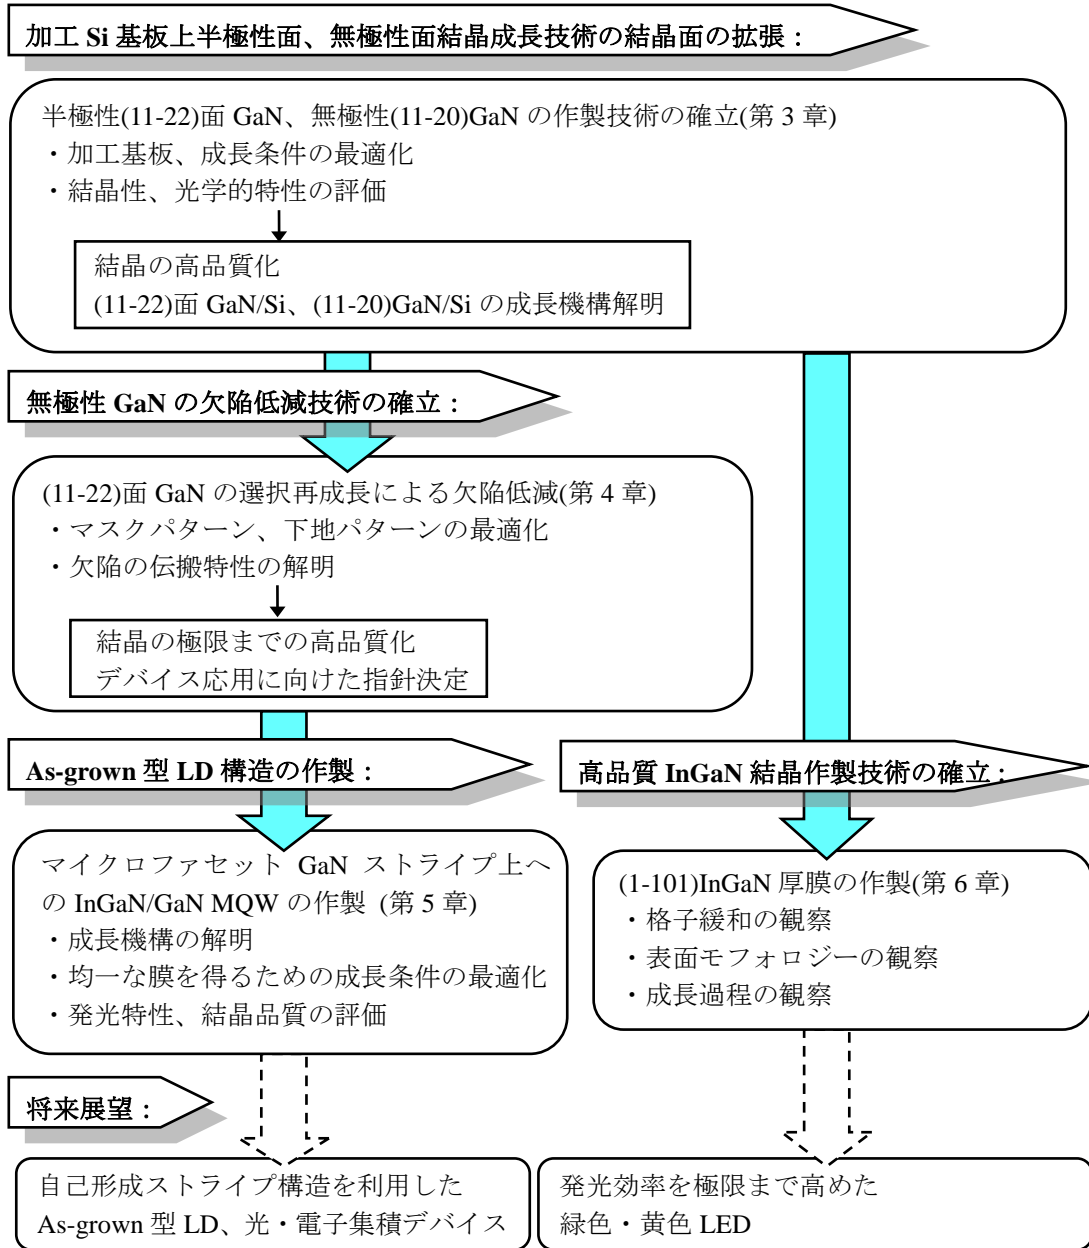 加工 Si 基板上半極性面、無極性面結晶成長技術の結晶面の拡張：
半極性(11-22)面 GaN、無極性(11-20)GaN の作製技術の確立(第 3 章)
・加工基板、成長条件の最適化
・結晶性、光学的特性の評価
結晶の高品質化
(11-22)面 GaN/Si、(11-20)GaN/Si の成長機構解明
無極性 GaN の欠陥低減技術の確立：
(11-22)面 GaN の選択再成長による欠陥低減(第 4 章)
・マスクパターン、下地パターンの最適化
・欠陥の伝搬特性の解明
結晶の極限までの高品質化
デバイス応用に向けた指針決定
As-grown 型 LD 構造の作製：
マイクロファセット GaN ストライプ上へ
の InGaN/GaN MQW の作製 (第 5 章)
・成長機構の解明
・均一な膜を得るための成長条件の最適化
・発光特性、結晶品質の評価
高品質 InGaN 結晶作製技術の確立：
(1-101)InGaN 厚膜の作製(第 6 章)
・格子緩和の観察
・表面モフォロジーの観察
・成長過程の観察
将来展望：
自己形成ストライプ構造を利用した
As-grown 型 LD、光・電子集積デバイス
発光効率を極限まで高めた
緑色・黄色 LED